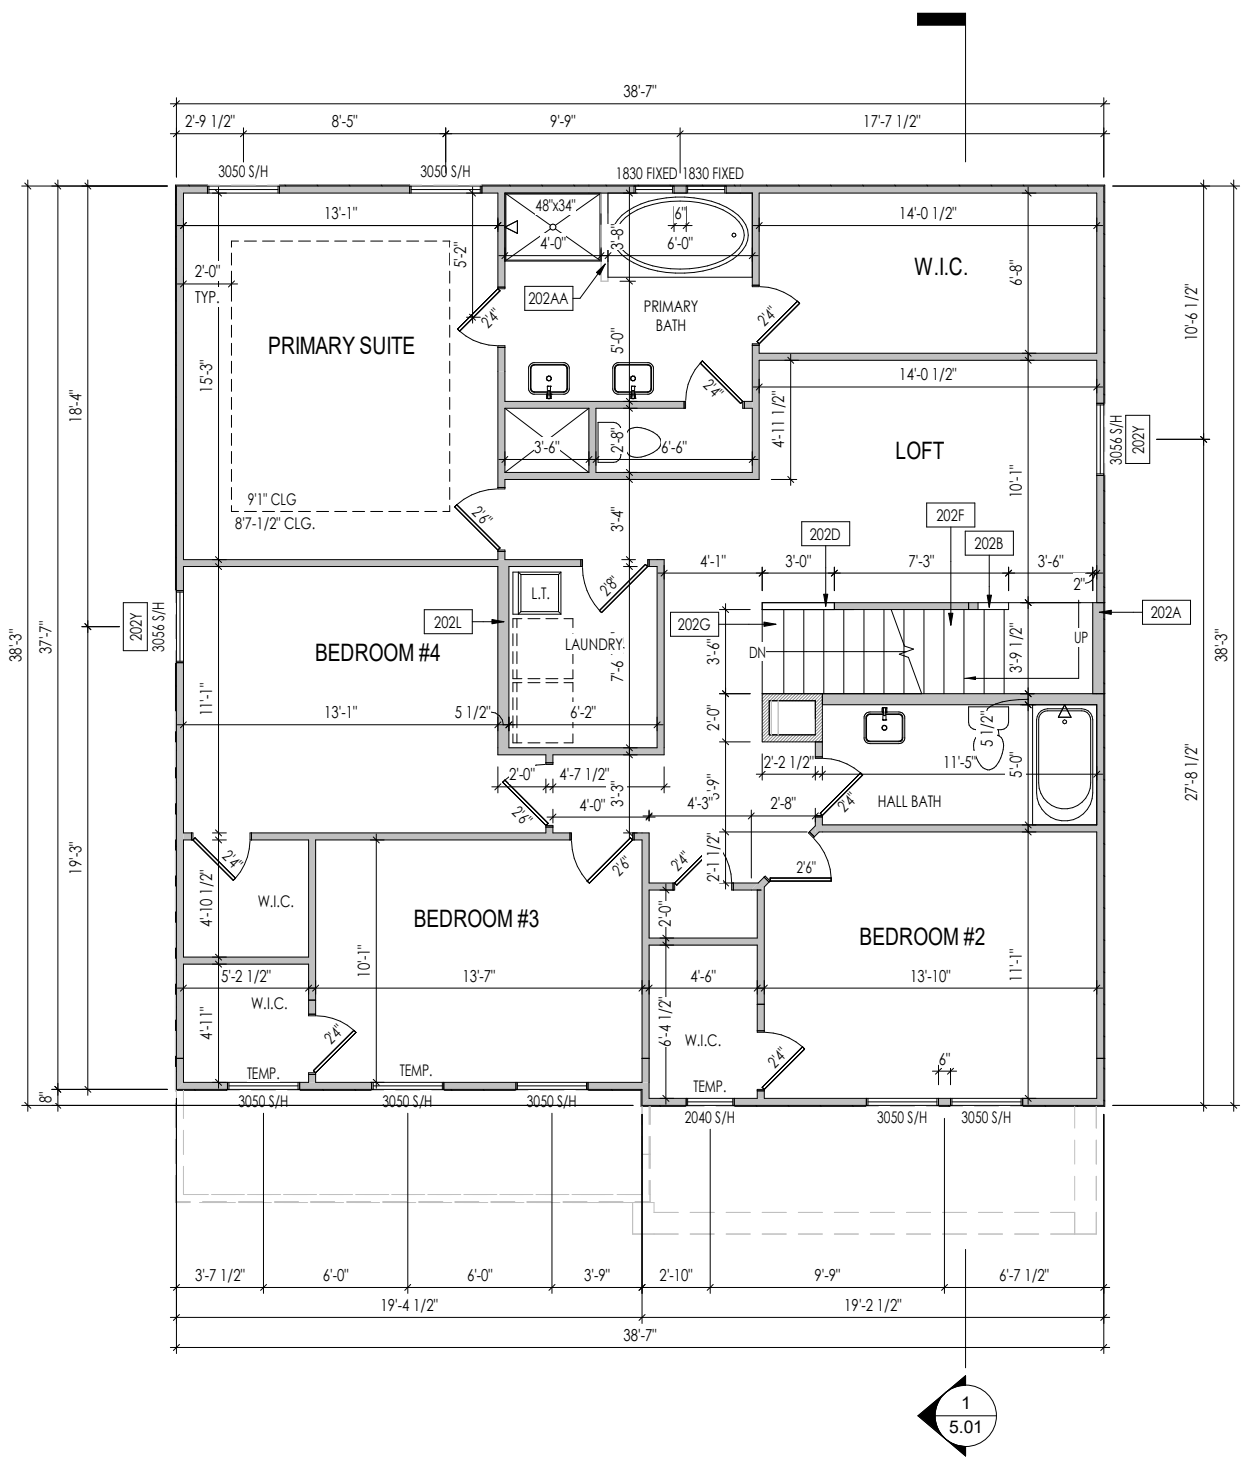 38'-7"
2'-9 1/2"
8'-5"
9'-9"
17'-7 1/2"
3050 S/H
3050 S/H
1830 FIXED
1830 FIXED
13'-1"
48"x34"
4'-0"
3'-8"
6"
6'-0"
14'-0 1/2"
5'-2"
2'-0"
TYP.
W.I.C.
6'-8"
202AA
PRIMARY
BATH
2'4"
2'4"
10'-6 1/2"
PRIMARY SUITE
5'-0"
15'-3"
2'4"
14'-0 1/2"
18'-4"
4'-11 1/2"
3'-6"
2'-8"
6'-6"
LOFT
3056 S/H
202Y
10'-1"
9'1" CLG
8'7-1/2" CLG.
2'6"
3'-4"
202D
202F
202B
4'-1"
3'-0"
7'-3"
3'-6"
2"
2'8"
L.T.
202L
202G
202A
202Y
3056 S/H
38'-3"
37'-7"
BEDROOM #4
LAUNDRY
7'-6"
3'-6"
DN
UP
3'-9 1/2"
38'-3"
11'-1"
13'-1"
5 1/2"
6'-2"
2'-0"
5 1/2"
2'-2 1/2"
11'-5"
5'-0"
2'-0"
4'-7 1/2"
3'-3"
27'-8 1/2"
2'6"
4'-0"
4'-3"
2'-8"
2'4"
HALL BATH
19'-3"
2'4"
2'6"
2'4"
2'-1 1/2"
2'6"
4'-10 1/2"
W.I.C.
BEDROOM #3
2'-0"
BEDROOM #2
10'-1"
5'-2 1/2"
13'-7"
4'-6"
13'-10"
11'-1"
W.I.C.
4'-11"
2'4"
6'-4 1/2"
W.I.C.
2'4"
6"
TEMP.
TEMP.
TEMP.
8"
3050 S/H
3050 S/H
3050 S/H
2040 S/H
3050 S/H
3050 S/H
3'-7 1/2"
6'-0"
6'-0"
3'-9"
2'-10"
9'-9"
6'-7 1/2"
19'-4 1/2"
19'-2 1/2"
38'-7"
1
5.01